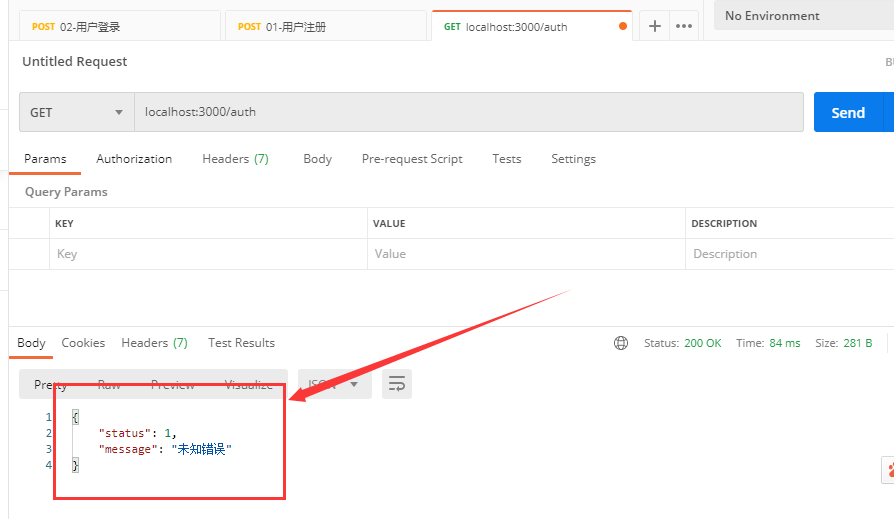 POST 02-用户登录 POST 01-用户注册 GET localhost:3000/auth + ••• No Environment
Untitled Request
GET localhost:3000/auth Send
Params Authorization Headers (7) Body Pre-request Script Tests Settings
Query Params
KEY VALUE DESCRIPTION
Key Value Description
Body Cookies Headers (7) Test Results Status: 200 OK Time: 84 ms Size: 281 B
Pretty Raw Preview Visualize JSON
1 {
2 "status": 1,
3 "message": "未知错误"
4 }